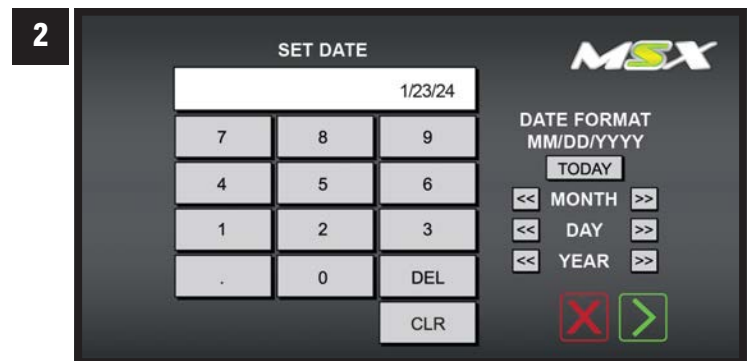 2
SET DATE
MSX
1/23/24
7 8 9
4 5 6
1 2 3
. 0 DEL
CLR
DATE FORMAT
MM/DD/YYYY
TODAY
<< MONTH >>
<< DAY >>
<< YEAR >>
X >